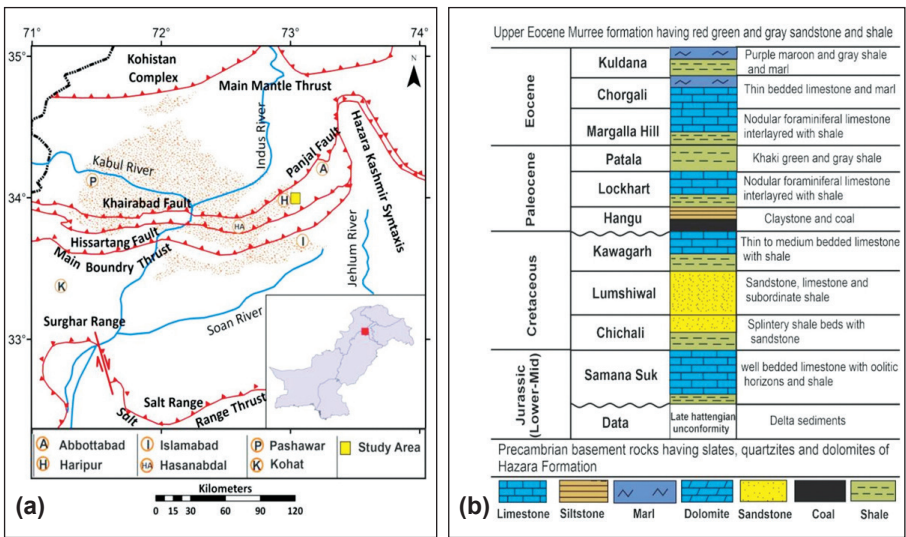 71°
72°
73°
74°
35°
34°
33°
N
Kohistan
Complex
Main Mantle Thrust
Indus River
Panjal Fault
Hazara Kashmir Syntaxis
Kabul River
P
A
H
Khairabad Fault
HA
Hissartang Fault
I
Main Boundry Thrust
K
Jehlum River
Soan River
Surghar Range
Salt Range
Salt Range Thrust
A Abbottabad
I Islamabad
P Pashawar
Study Area
H Haripur
HA Hasanabdal
K Kohat
Kilometers
0 15 30 60 90 120
(a)
Upper Eocene Murree formation having red green and gray sandstone and shale
Eocene
Kuldana
Purple maroon and gray shale
and marl
Chorgali
Thin bedded limestone and marl
Margalla Hill
Nodular foraminiferal limestone
interlayred with shale
Paleocene
Patala
Khaki green and gray shale
Lockhart
Nodular foraminiferal limestone
interlayred with shale
Hangu
Claystone and coal
Cretaceous
Kawagarh
Thin to medium bedded limestone
with shale
Lumshiwal
Sandstone, limestone and
subordinate shale
Chichali
Splintery shale beds with
sandstone
Jurassic
(Lower-Mid)
Samana Suk
well bedded limestone with oolitic
horizons and shale
Data
Late hattengian
unconformity
Delta sediments
Precambrian basement rocks having slates, quartzites and dolomites of
Hazara Formation
Limestone Siltstone Marl Dolomite Sandstone Coal Shale
(b)